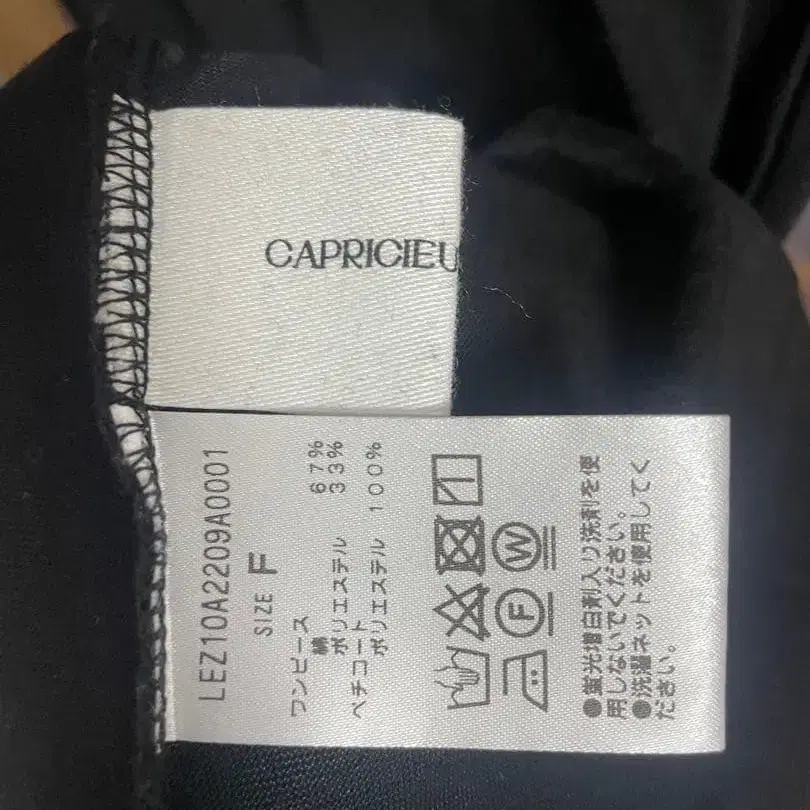 CAPRICIEU
LEZ10A2209A0001
SIZE F
ワンピース
綿 67%
ポリエステル 33%
ペチコート
ポリエステル 100%
W
F
●蛍光増白剤入り洗剤を使
用しないでください。
●洗濯ネットを使用してく
ださい。